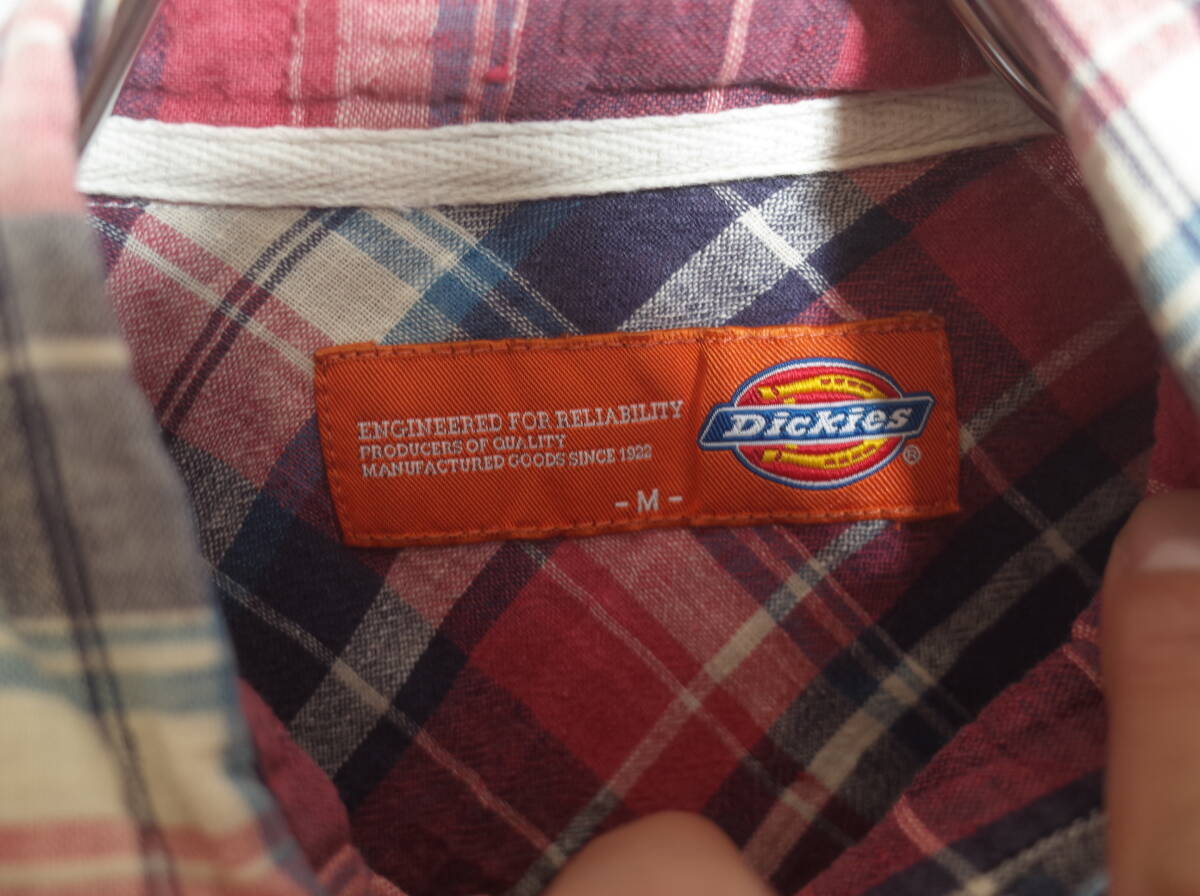 ENGINEERED FOR RELIABILITY
PRODUCERS OF QUALITY
MANUFACTURED GOODS SINCE 1922
- M -
Dickies®